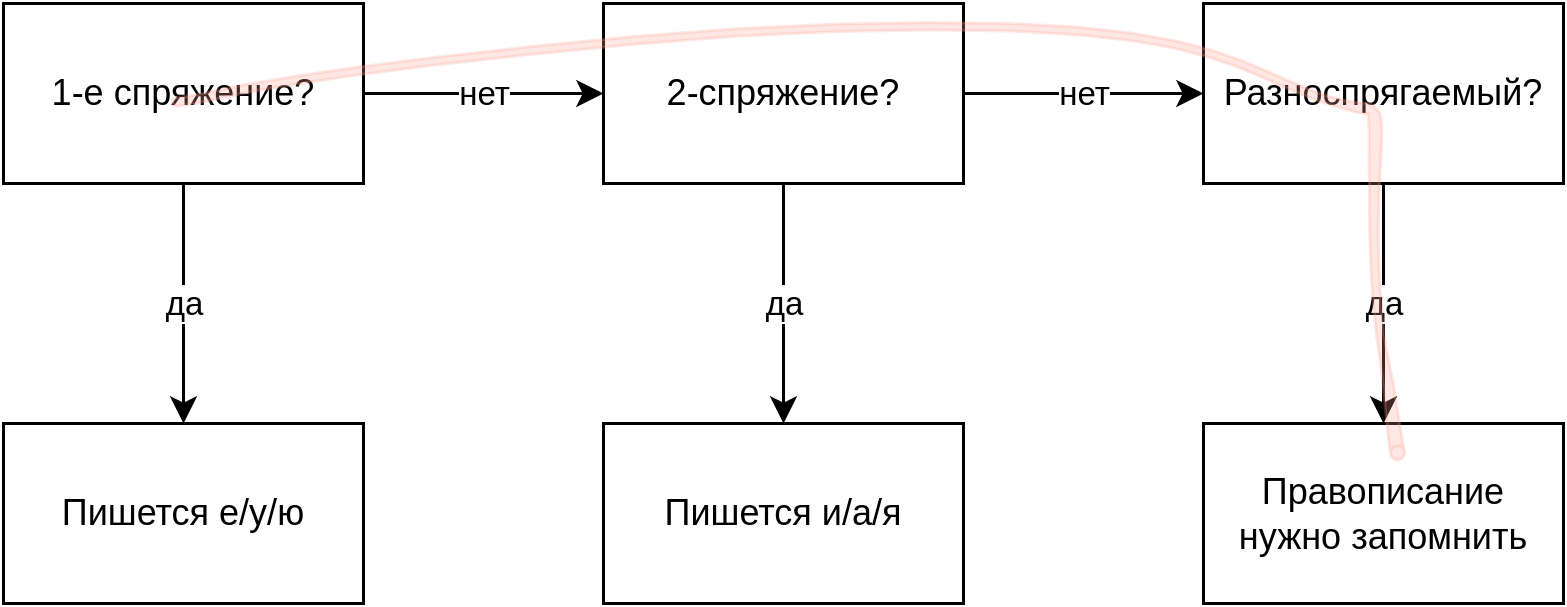 1-е спряжение?
нет
2-спряжение?
нет
Разноспрягаемый?
да
да
да
Пишется е/у/ю
Пишется и/а/я
Правописание
нужно запомнить